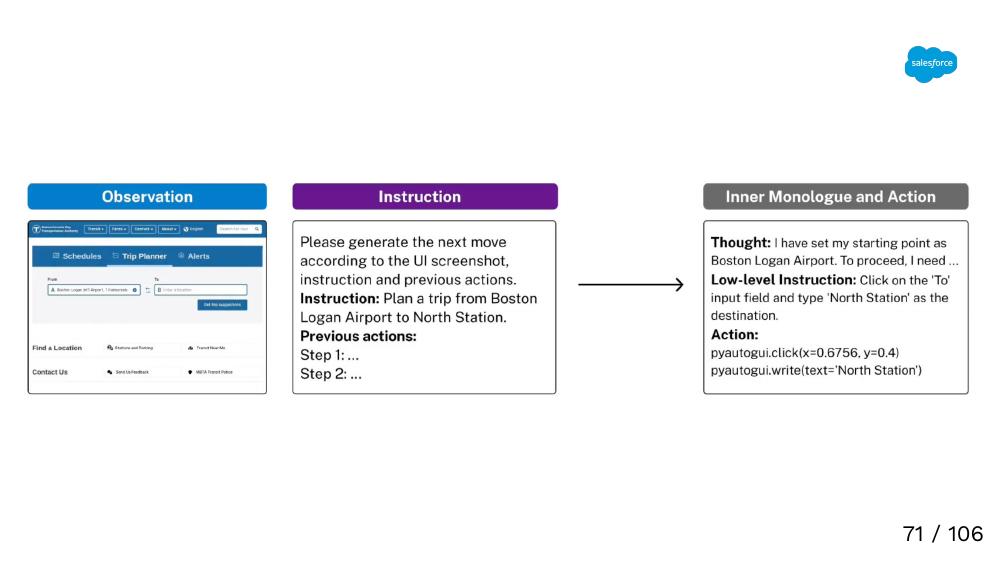 salesforce
Observation
Instruction
Inner Monologue and Action
Massachusetts Bay
Transportation Authority
Transit
Fares
Contact
About
English
Schedules
Trip Planner
Alerts
From
To
A Boston Logan Int'l Airport, 1
B Enter a location
Get trip suggestions
Find a Location
Stations and Parking
Transit Near Me
Contact Us
Send Us Feedback
MBTA Transit Police
Please generate the next move
according to the UI screenshot,
instruction and previous actions.
Instruction: Plan a trip from Boston
Logan Airport to North Station.
Previous actions:
Step 1: ...
Step 2: ...
Thought: I have set my starting point as
Boston Logan Airport. To proceed, I need ...
Low-level Instruction: Click on the 'To'
input field and type 'North Station' as the
destination.
Action:
pyautogui.click(x=0.6756, y=0.4)
pyautogui.write(text='North Station')
71 / 106